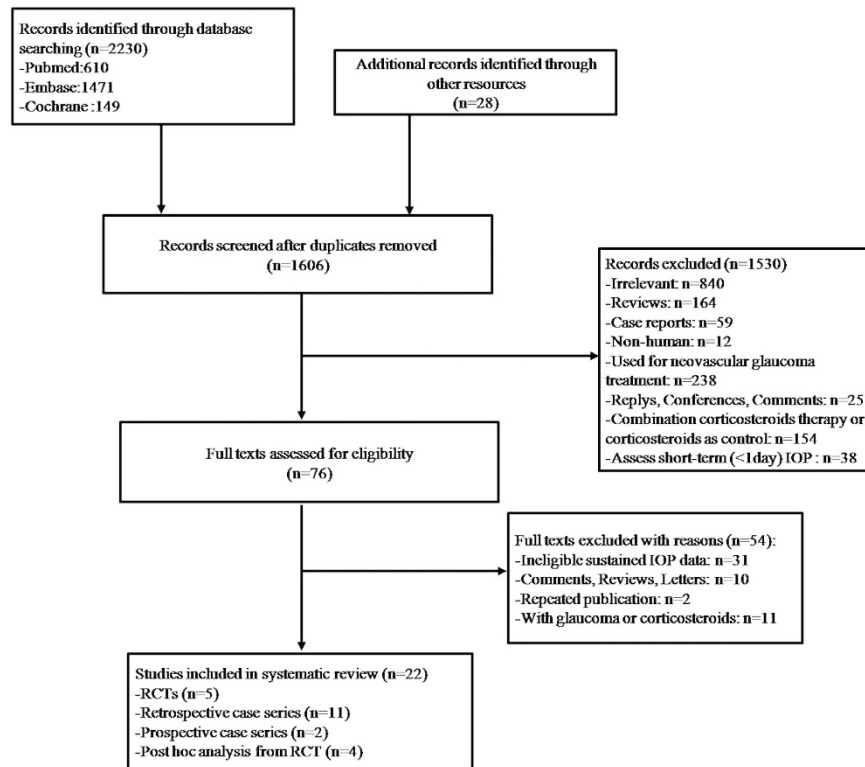 Records identified through database
searching (n=2230)
-Pubmed:610
-Embase:1471
-Cochrane :149
Additional records identified through
other resources
(n=28)
Records screened after duplicates removed
(n=1606)
Records excluded (n=1530)
-Irrelevant: n=840
-Reviews: n=164
-Case reports: n=59
-Non-human: n=12
-Used for neovascular glaucoma
treatment: n=238
-Replys, Conferences, Comments: n=25
-Combination corticosteroids therapy or
corticosteroids as control: n=154
-Assess short-term (<1day) IOP : n=38
Full texts assessed for eligibility
(n=76)
Full texts excluded with reasons (n=54):
-Ineligible sustained IOP data: n=31
-Comments, Reviews, Letters: n=10
-Repeated publication: n=2
-With glaucoma or corticosteroids: n=11
Studies included in systematic review (n=22)
-RCTs (n=5)
-Retrospective case series (n=11)
-Prospective case series (n=2)
-Post hoc analysis from RCT (n=4)